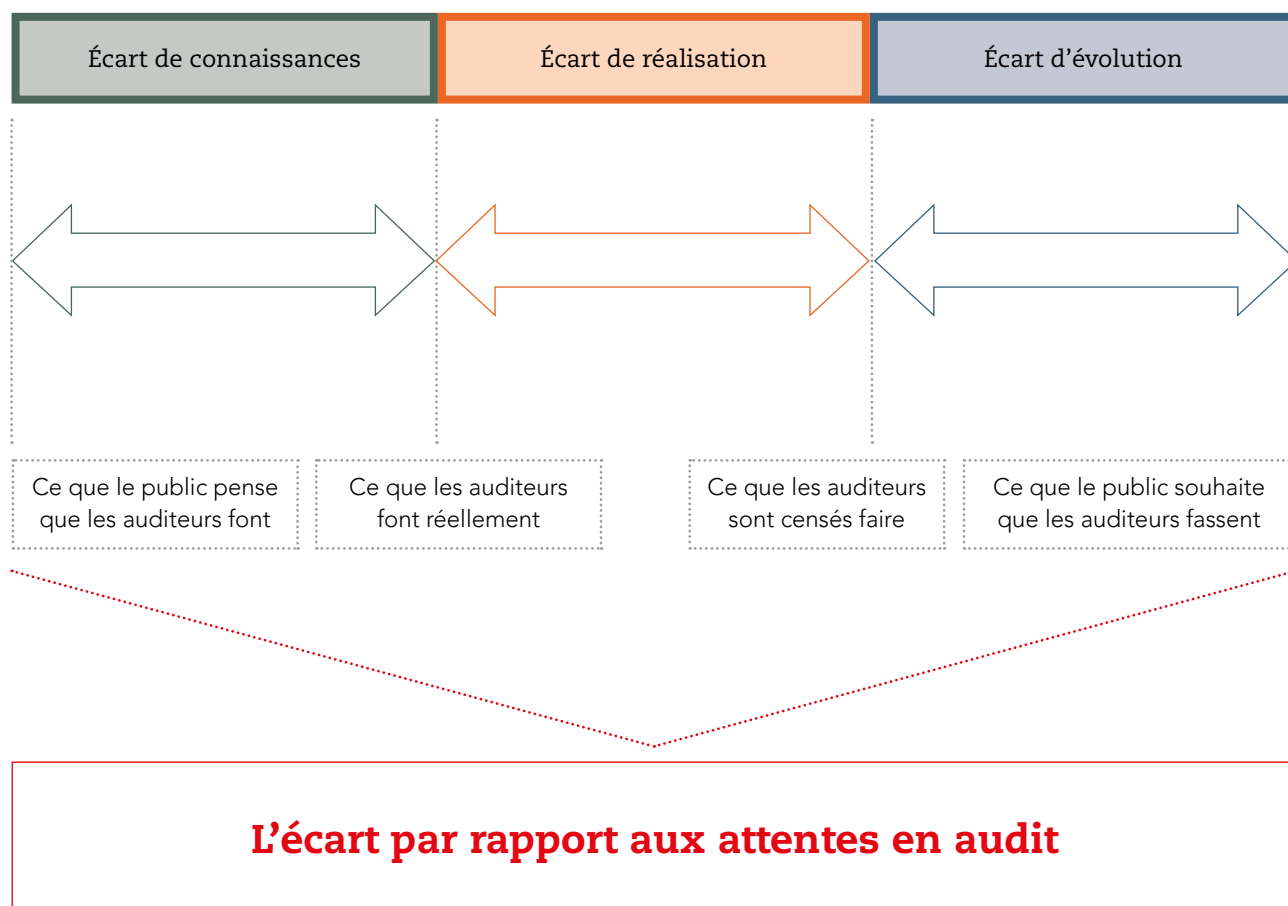 Écart de connaissances
Écart de réalisation
Écart d'évolution
Ce que le public pense
que les auditeurs font
Ce que les auditeurs
font réellement
Ce que les auditeurs
sont censés faire
Ce que le public souhaite
que les auditeurs fassent
L'écart par rapport aux attentes en audit